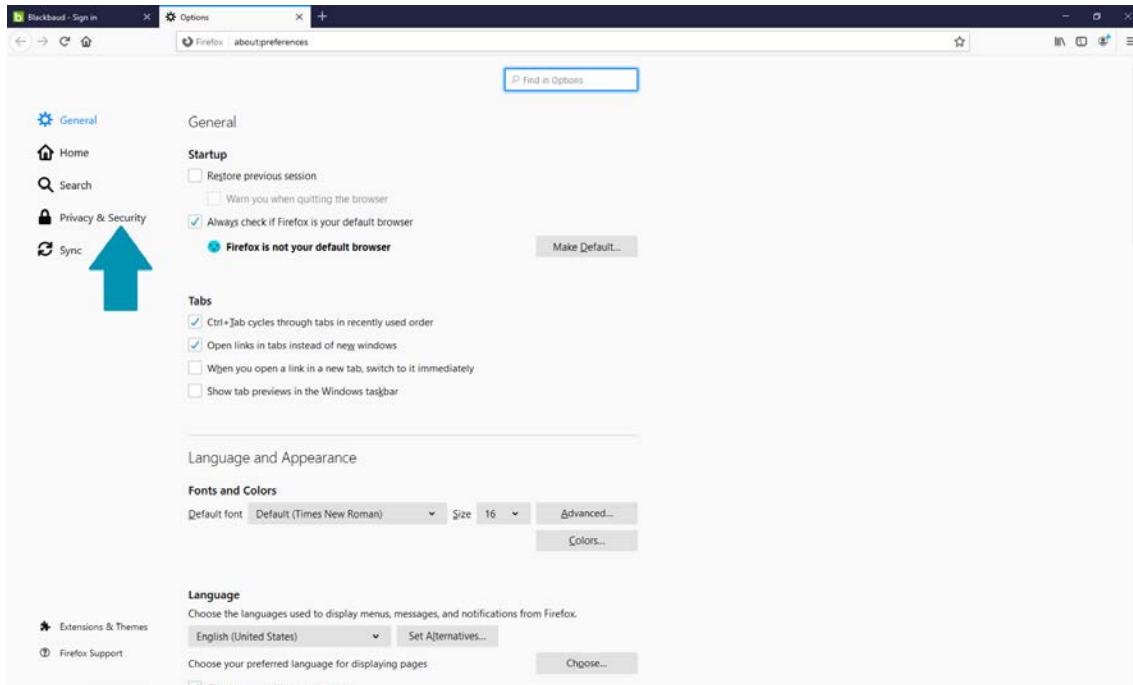 Blackbaud - Sign in
Options
Firefox about:preferences
Find in Options
General
Home
Search
Privacy & Security
Sync
Extensions & Themes
Firefox Support
General
Startup
Restore previous session
Warn you when quitting the browser
Always check if Firefox is your default browser
Firefox is not your default browser Make Default...
Tabs
Ctrl+Tab cycles through tabs in recently used order
Open links in tabs instead of new windows
When you open a link in a new tab, switch to it immediately
Show tab previews in the Windows taskbar
Language and Appearance
Fonts and Colors
Default font Default (Times New Roman) Size 16 Advanced...
Colors...
Language
Choose the languages used to display menus, messages, and notifications from Firefox.
English (United States) Set Alternatives...
Choose your preferred language for displaying pages Choose...